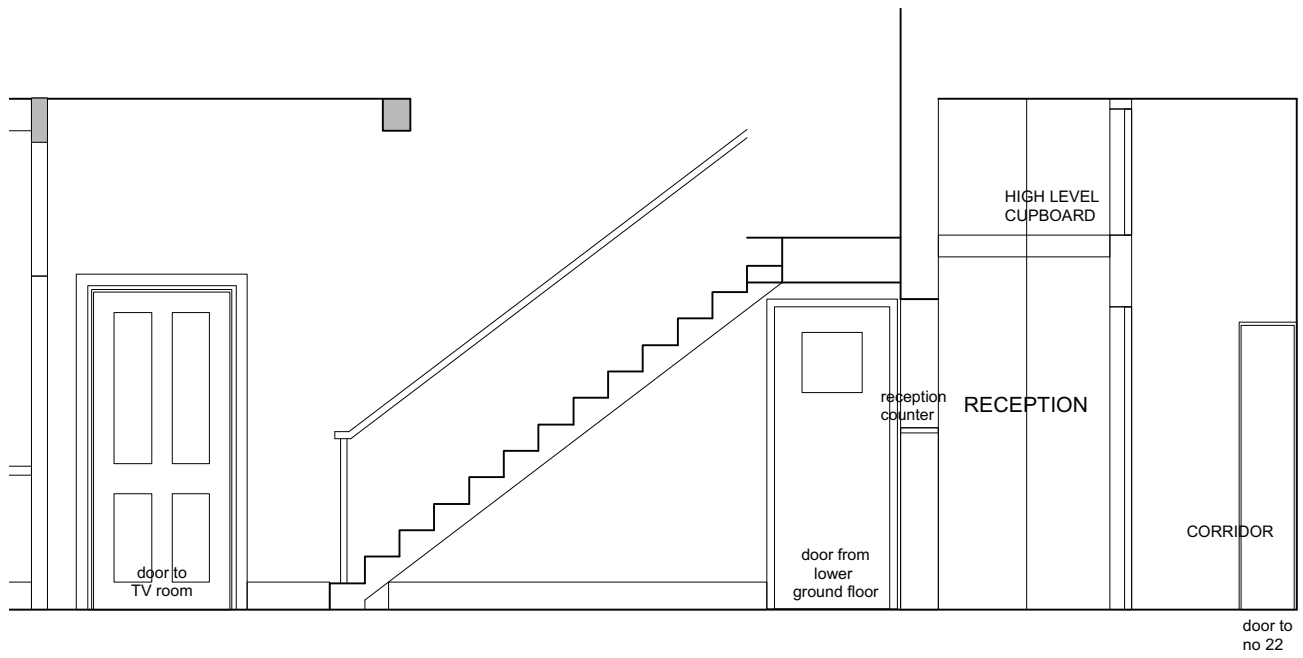 HIGH LEVEL
CUPBOARD
reception
counter
RECEPTION
CORRIDOR
door to
TV room
door from
lower
ground floor
door to
no 22